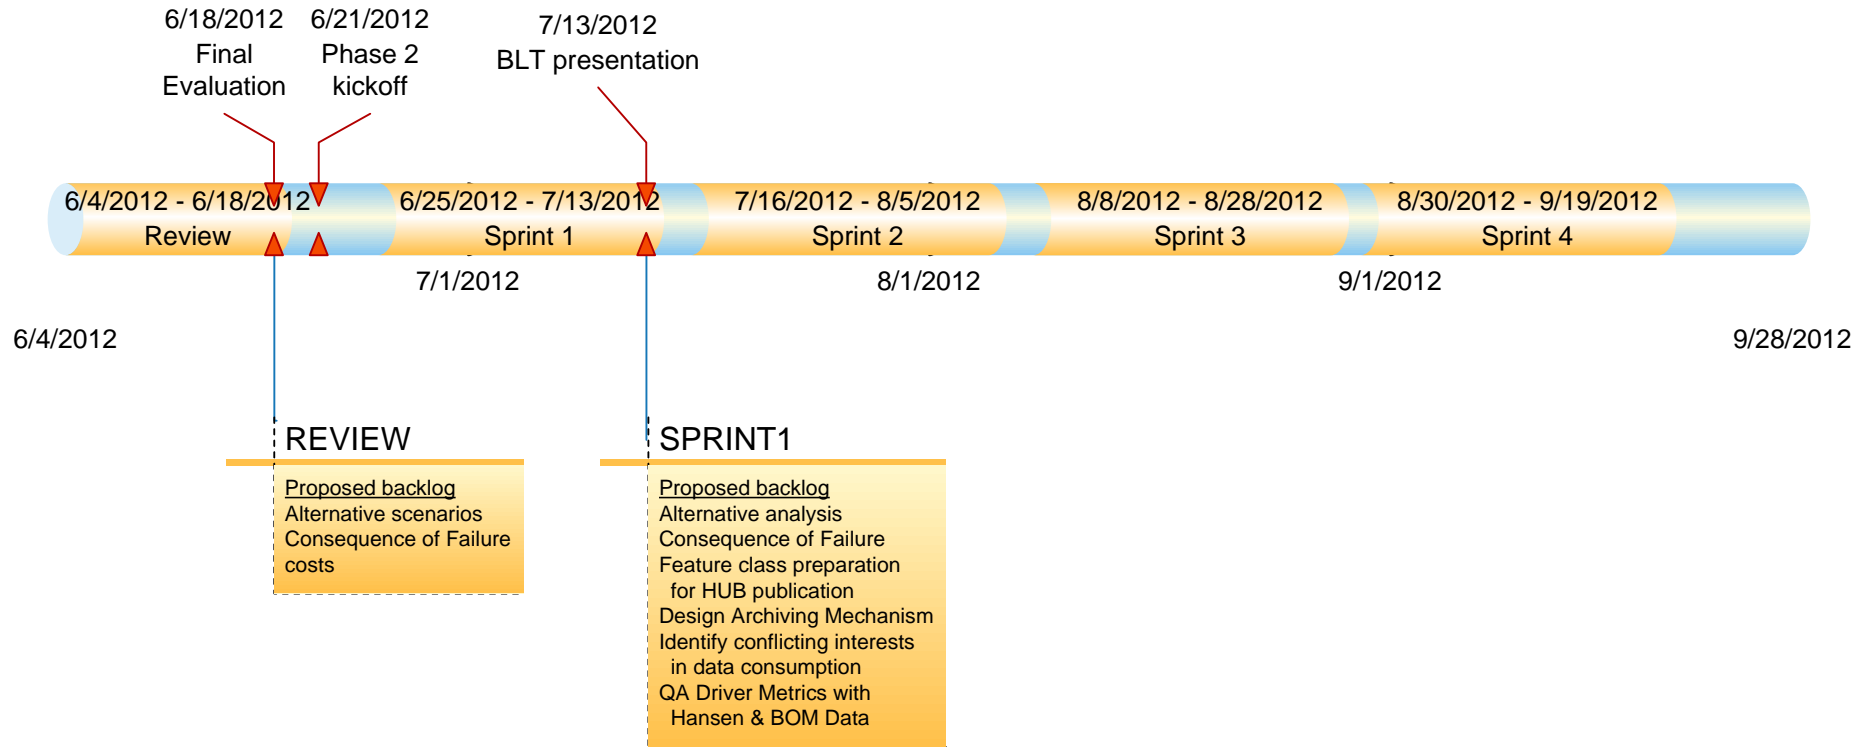 6/18/2012
Final
Evaluation
6/21/2012
Phase 2
kickoff
7/13/2012
BLT presentation
6/4/2012 - 6/18/2012
Review
6/25/2012 - 7/13/2012
Sprint 1
7/16/2012 - 8/5/2012
Sprint 2
8/8/2012 - 8/28/2012
Sprint 3
8/30/2012 - 9/19/2012
Sprint 4
7/1/2012
8/1/2012
9/1/2012
6/4/2012
9/28/2012
REVIEW
Proposed backlog
Alternative scenarios
Consequence of Failure
costs
SPRINT1
Proposed backlog
Alternative analysis
Consequence of Failure
Feature class preparation
for HUB publication
Design Archiving Mechanism
Identify conflicting interests
in data consumption
QA Driver Metrics with
Hansen & BOM Data